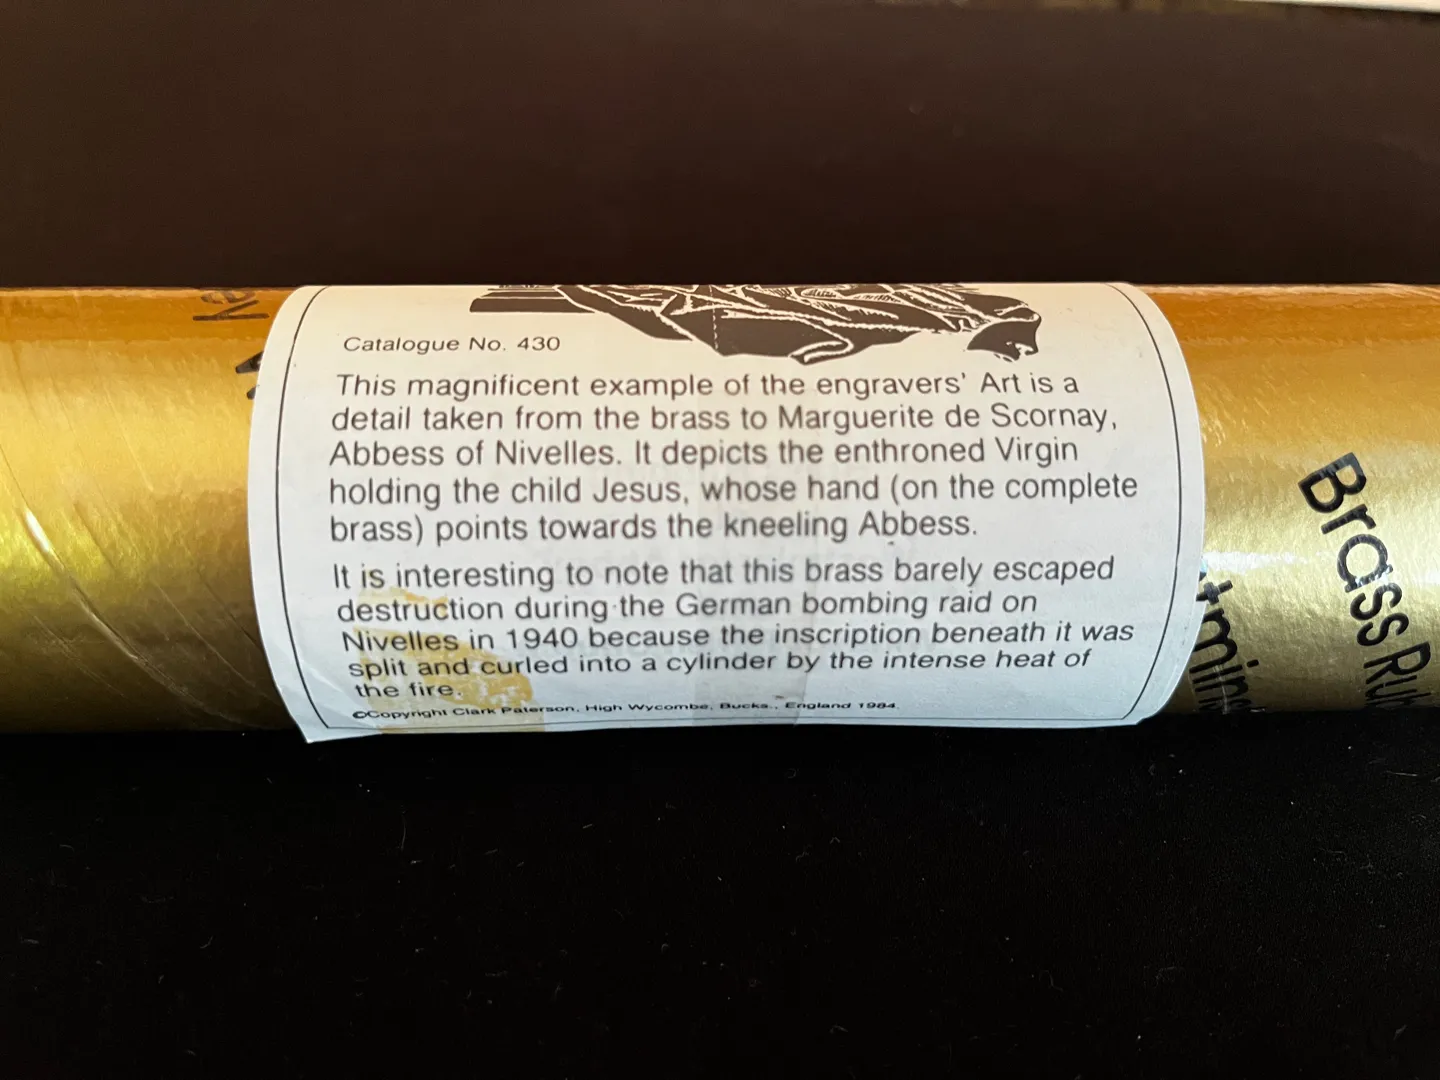 Catalogue No. 430
This magnificent example of the engravers' Art is a
detail taken from the brass to Marguerite de Scornay,
Abbess of Nivelles. It depicts the enthroned Virgin
holding the child Jesus, whose hand (on the complete
brass) points towards the kneeling Abbess.
It is interesting to note that this brass barely escaped
destruction during the German bombing raid on
Nivelles in 1940 because the inscription beneath it was
split and curled into a cylinder by the intense heat of
the fire.
©Copyright Clark Paterson, High Wycombe, Bucks., England 1984.
Brass